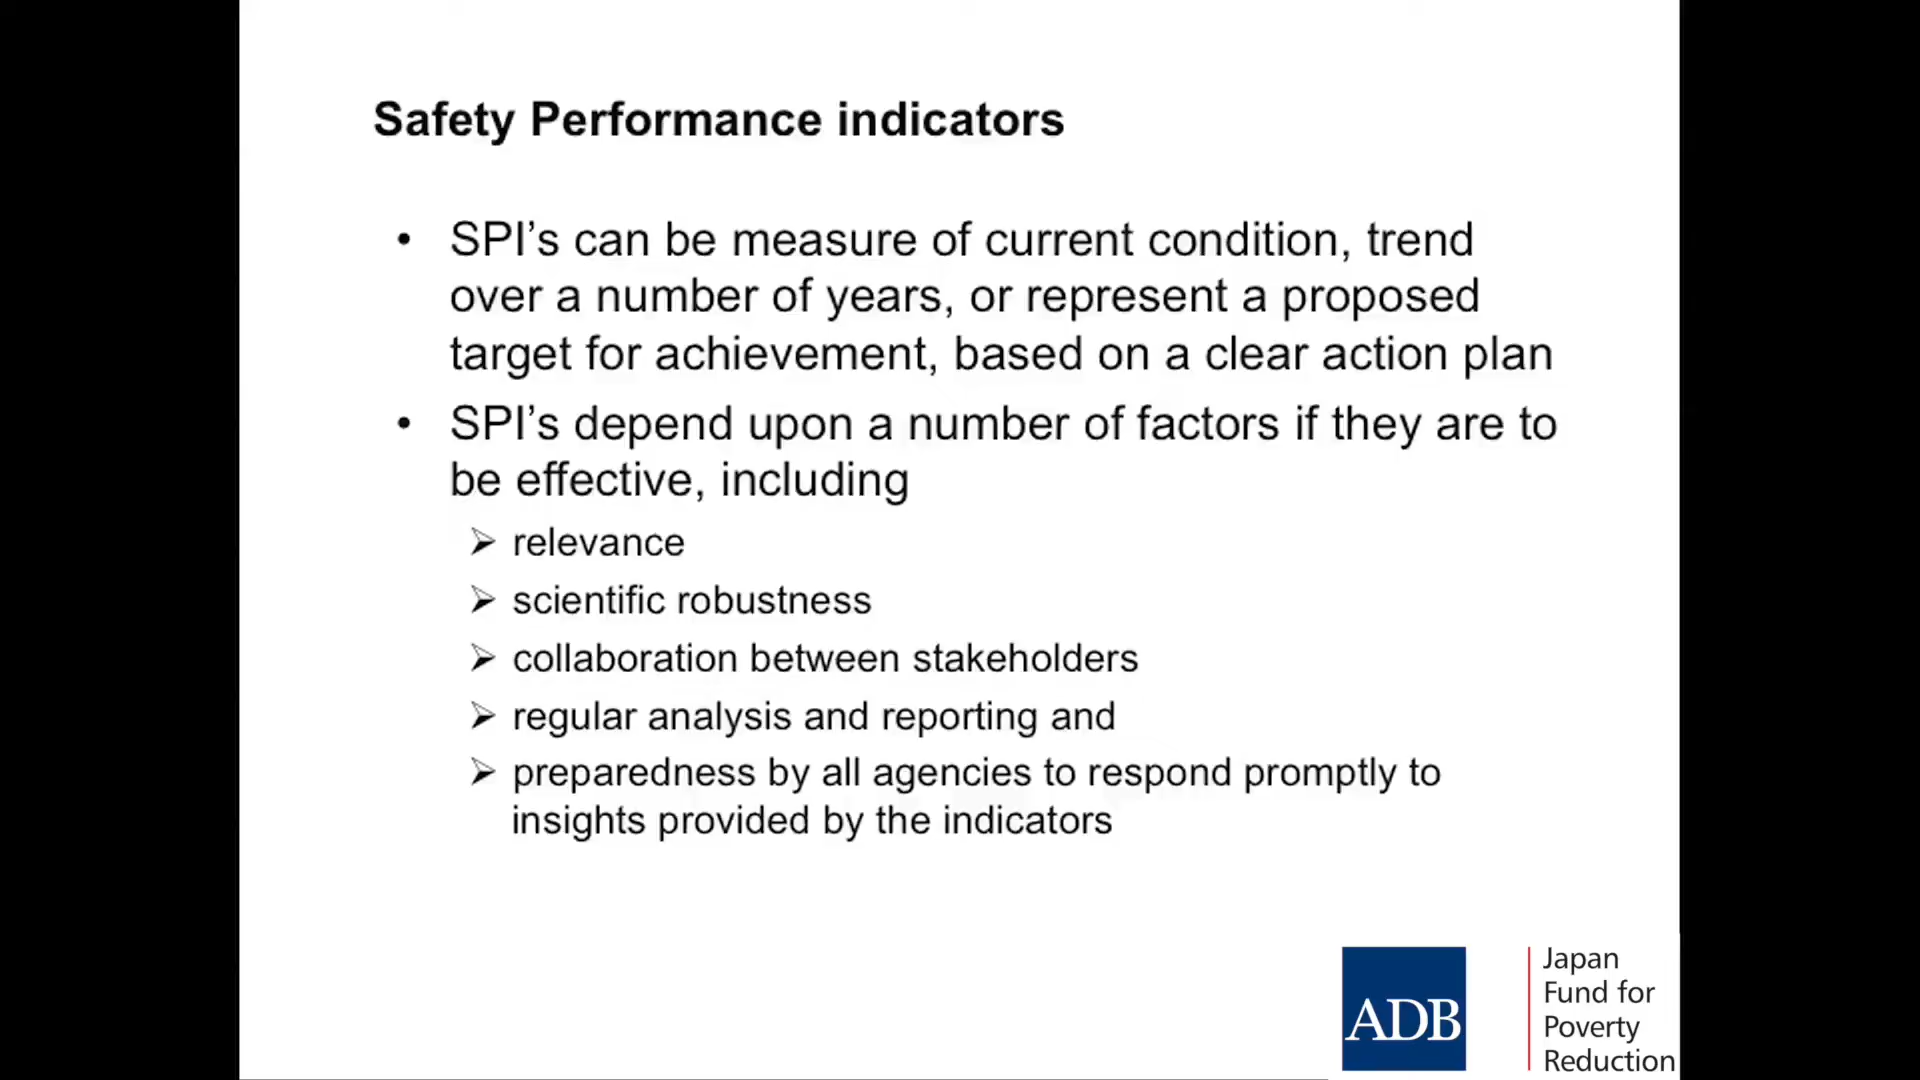 Safety Performance indicators
• SPI's can be measure of current condition, trend
over a number of years, or represent a proposed
target for achievement, based on a clear action plan
• SPI's depend upon a number of factors if they are to
be effective, including
➢ relevance
➢ scientific robustness
➢ collaboration between stakeholders
➢ regular analysis and reporting and
➢ preparedness by all agencies to respond promptly to
insights provided by the indicators
ADB
Japan
Fund for
Poverty
Reduction